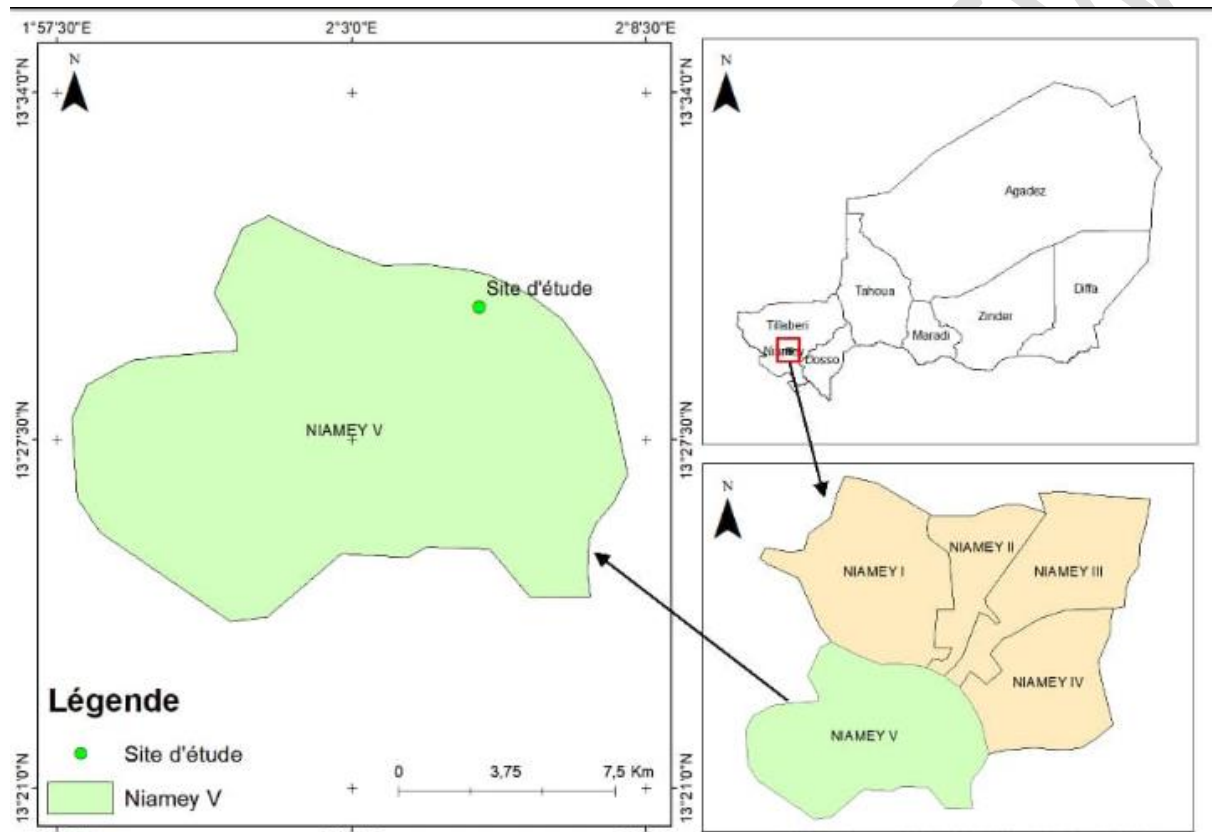 1°57'30"E
2°3'0"E
2°8'30"E
N
13°34'0"N
13°34'0"N
Site d'étude
NIAMEY V
13°27'30"N
13°27'30"N
Légende
Site d'étude
Niamey V
0
3,75
7,5 Km
13°21'0"N
13°21'0"N
N
Agadez
Tahoua
Diffa
Zinder
Maradi
Tillaberi
Niamey
Dosso
N
NIAMEY I
NIAMEY II
NIAMEY III
NIAMEY IV
NIAMEY V